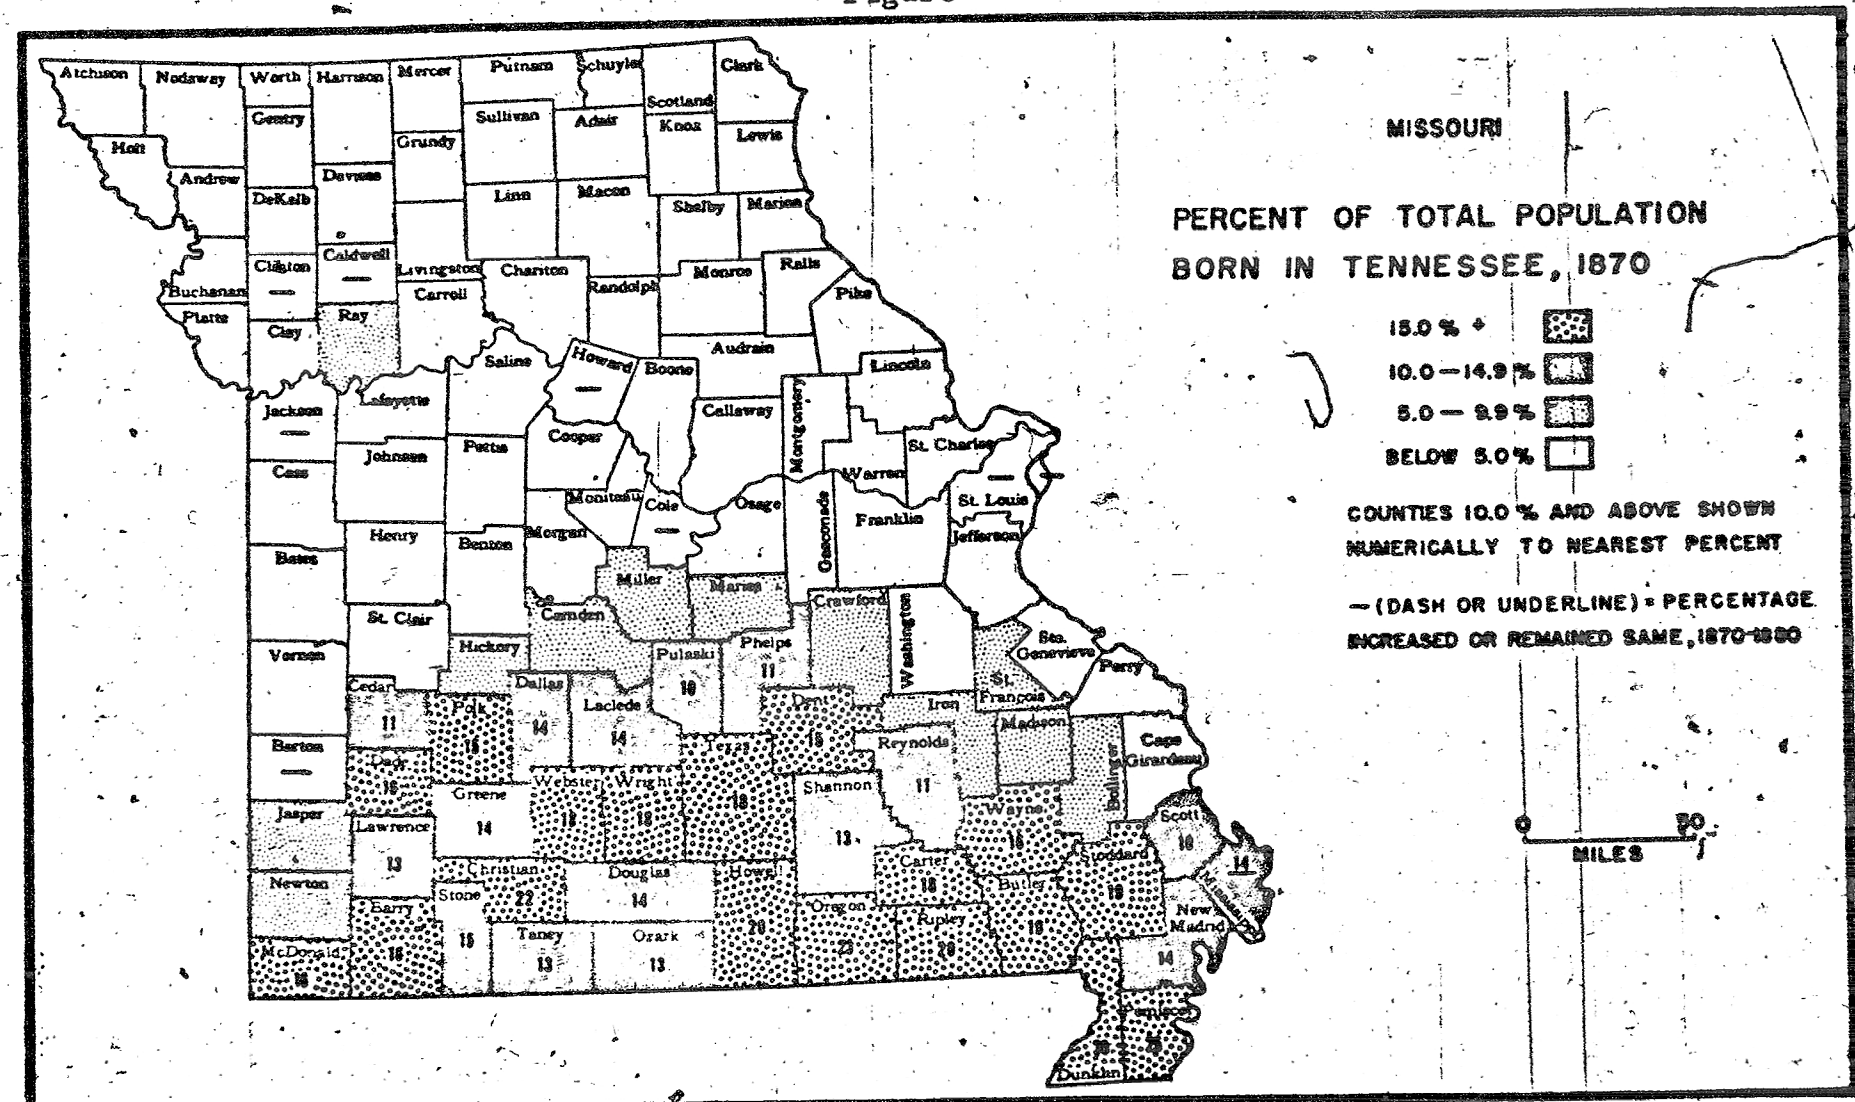 MISSOURI
PERCENT OF TOTAL POPULATION
BORN IN TENNESSEE, 1870
15.0 % +
10.0 — 14.9 %
5.0 — 9.9 %
BELOW 5.0 %
COUNTIES 10.0 % AND ABOVE SHOWN
NUMERICALLY TO NEAREST PERCENT
— (DASH OR UNDERLINE) = PERCENTAGE
INCREASED OR REMAINED SAME, 1870-1880
0 50
MILES
Atchison Nodaway Worth Harrison Mercer Putnam Schuyler Scotland Clark
Gentry Grundy Sullivan Adair Knox Lewis
Holt Andrew DeKalb Daviess Linn Macon Shelby Marion
Buchanan Clinton Caldwell Livingston Chariton Randolph Monroe Ralls
Platte Clay Ray Carroll Pike
Saline Howard Boone Audrain Lincoln
Jackson Lafayette Cooper Callaway Montgomery Warren St. Charles
Cass Johnson Pettis Moniteau Cole Osage Gasconade Franklin St. Louis
Bates Henry Benton Morgan Miller Maries Crawford Washington Jefferson
St. Clair Camden
Vernon Hickory Pulaski Phelps St. Francois Ste. Genevieve Perry
10 11
Cedar Polk Dallas Laclede Dent Iron Madison
11 14 14
Barton Dade Texas Reynolds Bollinger Cape Girardeau
16 11
Jasper Greene Webster Wright Shannon Wayne Scott
14 13 10
Lawrence Carter Stoddard Mississippi
13 14
Newton Christian Douglas Howell Butler
22 14 20
McDonald Barry Stone Taney Ozark Oregon Ripley New Madrid
13 13 14
Pemiscot
Dunklin